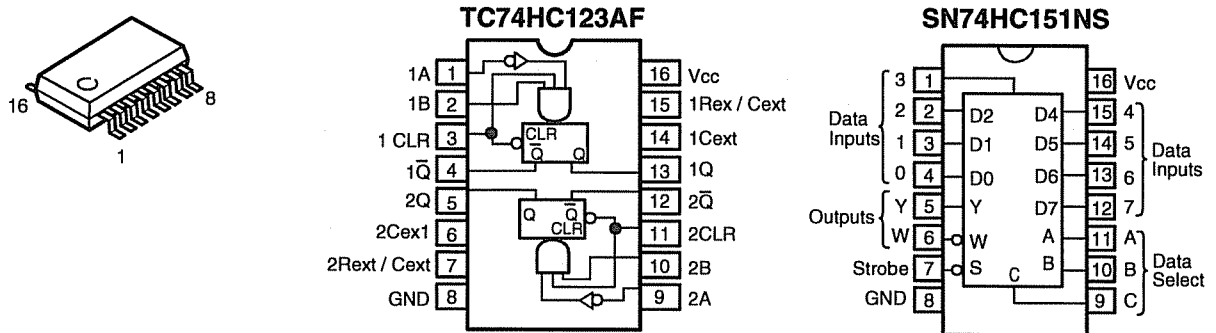 16
8
1
TC74HC123AF
1A 1
1B 2
1 CLR 3
1Q̅ 4
2Q 5
2Cex1 6
2Rext / Cext 7
GND 8
16 Vcc
15 1Rex / Cext
14 1Cext
13 1Q
12 2Q̅
11 2CLR
10 2B
9 2A
CLR
Q̅ Q
Q Q̅
CLR
SN74HC151NS
Data
Inputs
3 1
2 2
1 3
0 4
Outputs
Y 5
W 6
Strobe 7
GND 8
D2 D4
D1 D5
D0 D6
Y D7
W A
S C B
16 Vcc
15 4
14 5
13 6
12 7
Data
Inputs
11 A
10 B
9 C
Data
Select